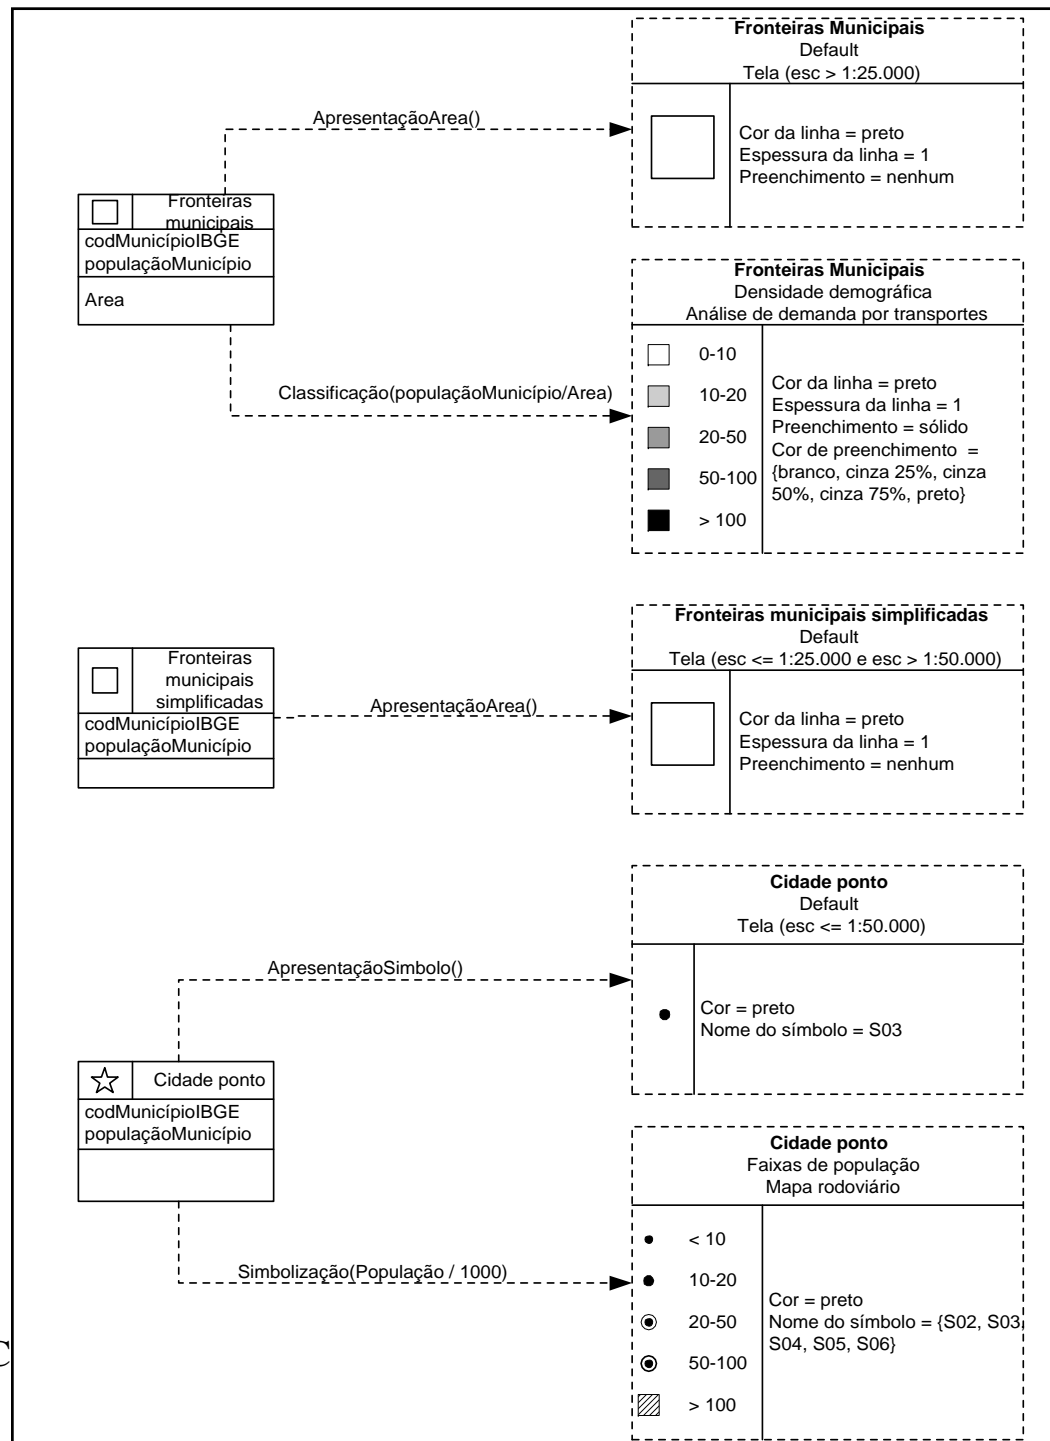 Fronteiras Municipais
Default
Tela (esc > 1:25.000)
ApresentaçãoArea()
Cor da linha = preto
Espessura da linha = 1
Preenchimento = nenhum
Fronteiras
municipais
codMunicípioIBGE
populaçãoMunicípio
Area
Fronteiras Municipais
Densidade demográfica
Análise de demanda por transportes
Classificação(populaçãoMunicípio/Area)
0-10
10-20
20-50
50-100
> 100
Cor da linha = preto
Espessura da linha = 1
Preenchimento = sólido
Cor de preenchimento =
{branco, cinza 25%, cinza
50%, cinza 75%, preto}
Fronteiras municipais simplificadas
Default
Tela (esc <= 1:25.000 e esc > 1:50.000)
Fronteiras
municipais
simplificadas
codMunicípioIBGE
populaçãoMunicípio
ApresentaçãoArea()
Cor da linha = preto
Espessura da linha = 1
Preenchimento = nenhum
Cidade ponto
Default
Tela (esc <= 1:50.000)
ApresentaçãoSimbolo()
Cor = preto
Nome do símbolo = S03
Cidade ponto
codMunicípioIBGE
populaçãoMunicípio
Cidade ponto
Faixas de população
Mapa rodoviário
Simbolização(População / 1000)
< 10
10-20
20-50
50-100
> 100
Cor = preto
Nome do símbolo = {S02, S03,
S04, S05, S06}
C